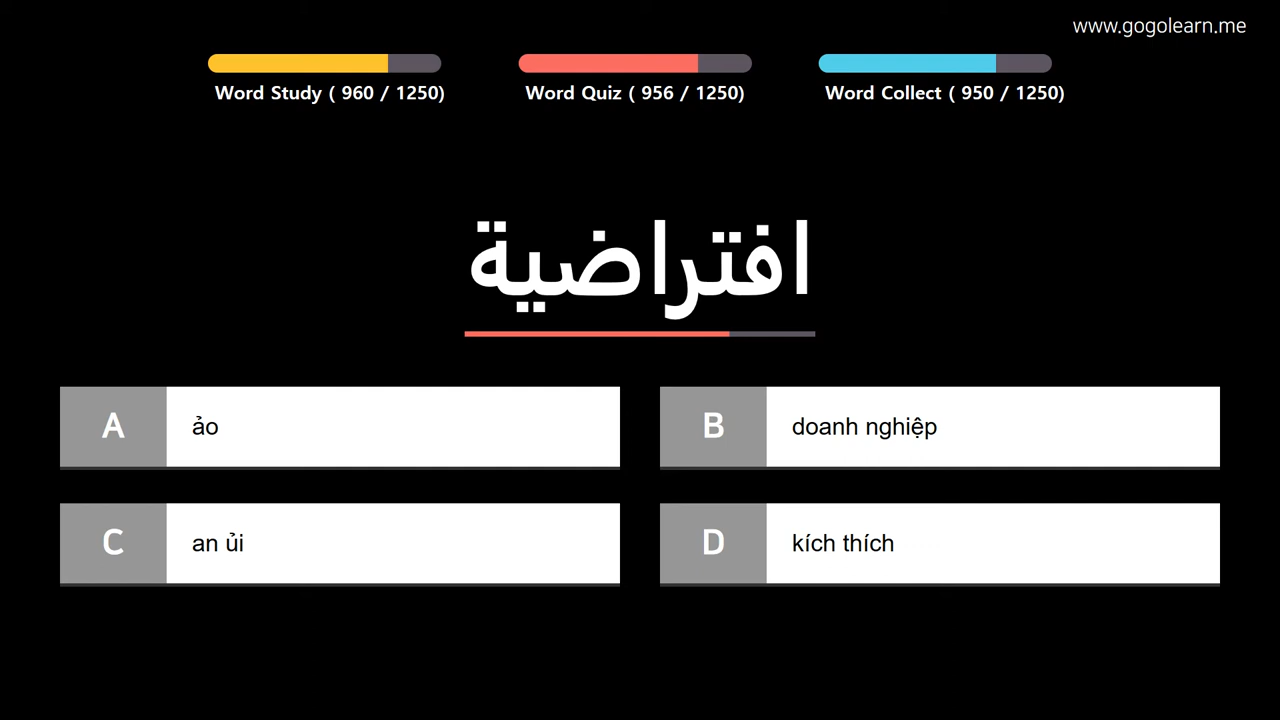 www.gogolearn.me
Word Study ( 960 / 1250)
Word Quiz ( 956 / 1250)
Word Collect ( 950 / 1250)
افتراضية
A ảo
B doanh nghiệp
C an ủi
D kích thích